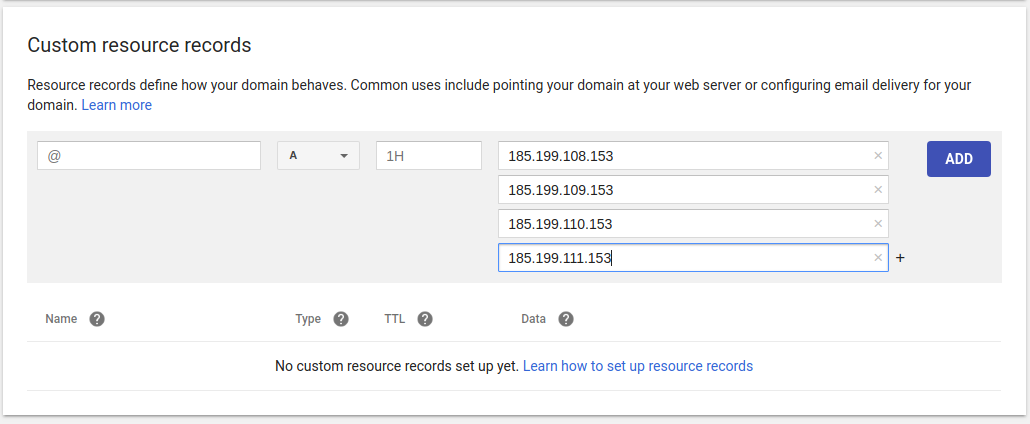 Custom resource records
Resource records define how your domain behaves. Common uses include pointing your domain at your web server or configuring email delivery for your
domain. Learn more
@ A 1H 185.199.108.153 × ADD
185.199.109.153 ×
185.199.110.153 ×
185.199.111.153 × +
Name ? Type ? TTL ? Data ?
No custom resource records set up yet. Learn how to set up resource records